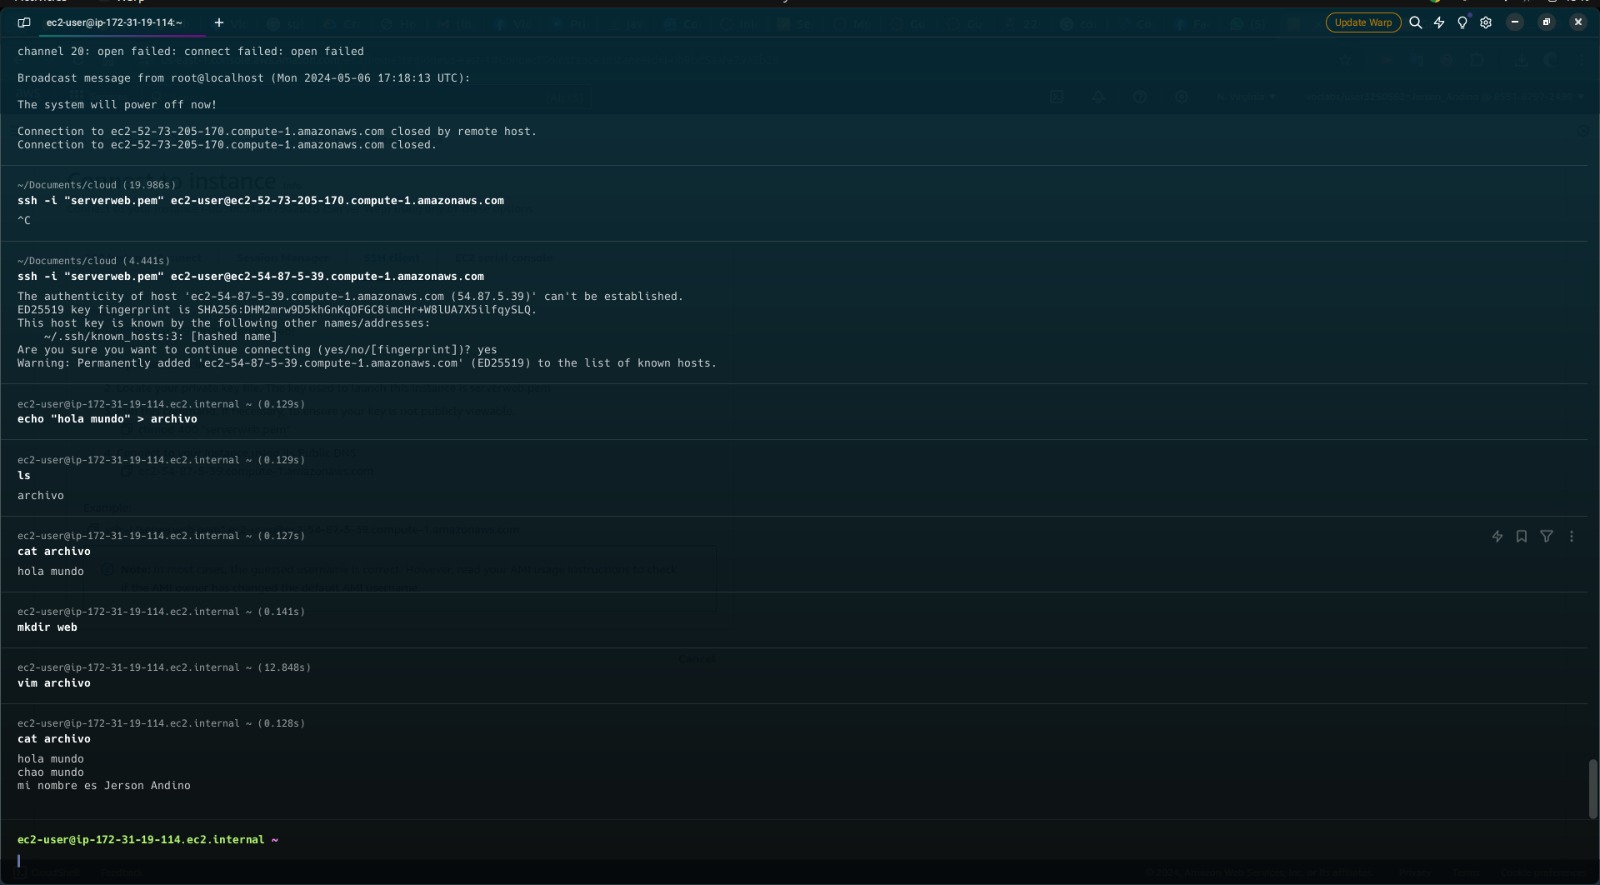 ec2-user@ip-172-31-19-114:~
+
Update Warp
channel 20: open failed: connect failed: open failed
Broadcast message from root@localhost (Mon 2024-05-06 17:18:13 UTC):
The system will power off now!
Connection to ec2-52-73-205-170.compute-1.amazonaws.com closed by remote host.
Connection to ec2-52-73-205-170.compute-1.amazonaws.com closed.
~/Documents/cloud (19.986s)
ssh -i "serverweb.pem" ec2-user@ec2-52-73-205-170.compute-1.amazonaws.com
^C
~/Documents/cloud (4.441s)
ssh -i "serverweb.pem" ec2-user@ec2-54-87-5-39.compute-1.amazonaws.com
The authenticity of host 'ec2-54-87-5-39.compute-1.amazonaws.com (54.87.5.39)' can't be established.
ED25519 key fingerprint is SHA256:DHM2mrw9D5khGnKqOFGC8imcHr+W8lUA7X5ilfqySLQ.
This host key is known by the following other names/addresses:
~/.ssh/known_hosts:3: [hashed name]
Are you sure you want to continue connecting (yes/no/[fingerprint])? yes
Warning: Permanently added 'ec2-54-87-5-39.compute-1.amazonaws.com' (ED25519) to the list of known hosts.
ec2-user@ip-172-31-19-114.ec2.internal ~ (0.129s)
echo "hola mundo" > archivo
ec2-user@ip-172-31-19-114.ec2.internal ~ (0.129s)
ls
archivo
ec2-user@ip-172-31-19-114.ec2.internal ~ (0.127s)
cat archivo
hola mundo
ec2-user@ip-172-31-19-114.ec2.internal ~ (0.141s)
mkdir web
ec2-user@ip-172-31-19-114.ec2.internal ~ (12.848s)
vim archivo
ec2-user@ip-172-31-19-114.ec2.internal ~ (0.128s)
cat archivo
hola mundo
chao mundo
mi nombre es Jerson Andino
ec2-user@ip-172-31-19-114.ec2.internal ~